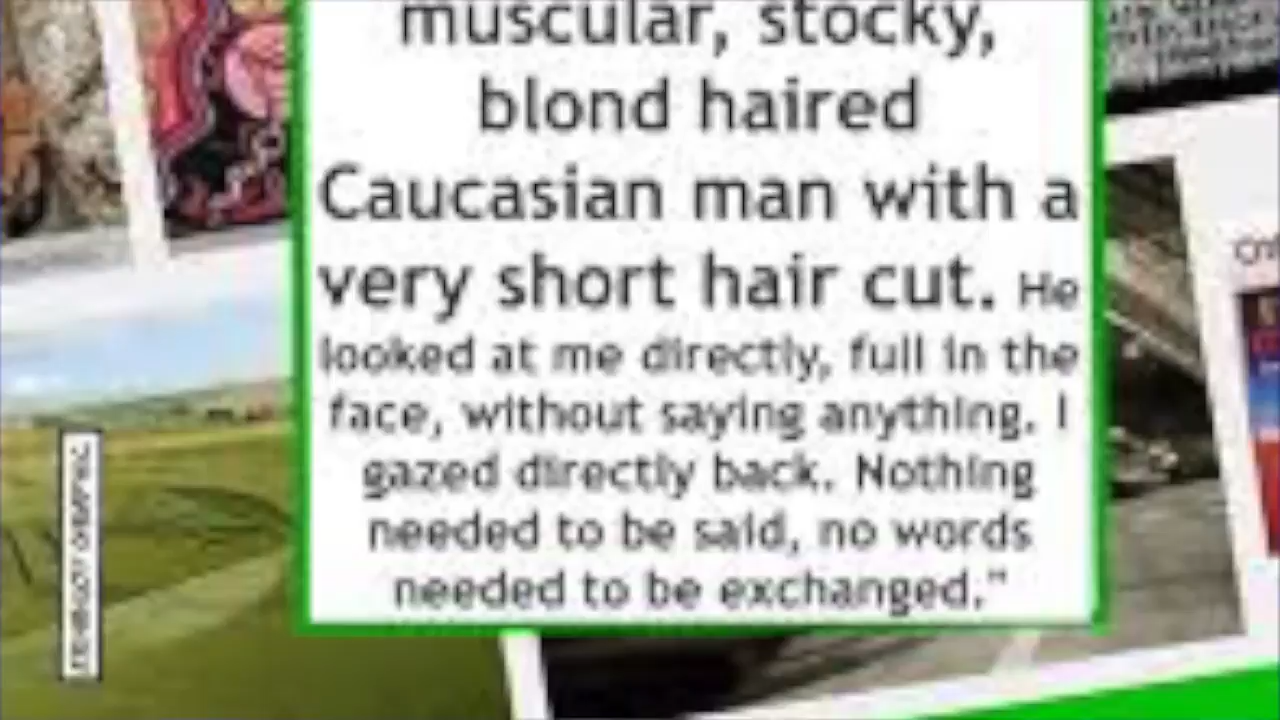 muscular, stocky,
blond haired
Caucasian man with a
very short hair cut. He
looked at me directly, full in the
face, without saying anything. I
gazed directly back. Nothing
needed to be said, no words
needed to be exchanged."